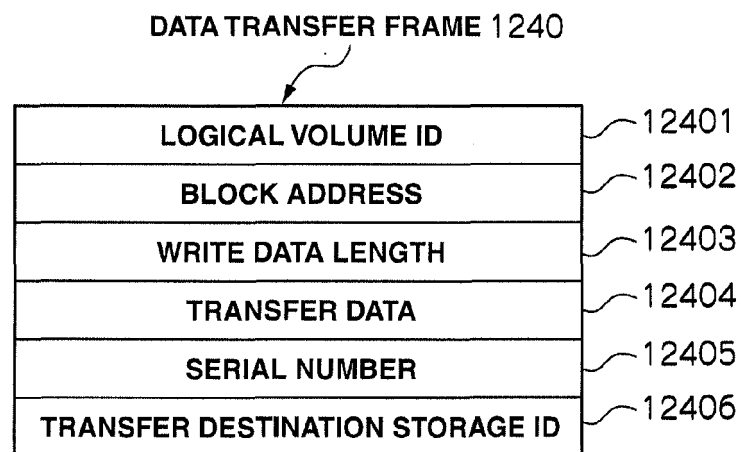 DATA TRANSFER FRAME 1240
LOGICAL VOLUME ID 12401
BLOCK ADDRESS 12402
WRITE DATA LENGTH 12403
TRANSFER DATA 12404
SERIAL NUMBER 12405
TRANSFER DESTINATION STORAGE ID 12406